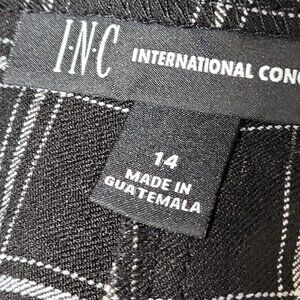 I·N·C INTERNATIONAL CONC
14
MADE IN
GUATEMALA